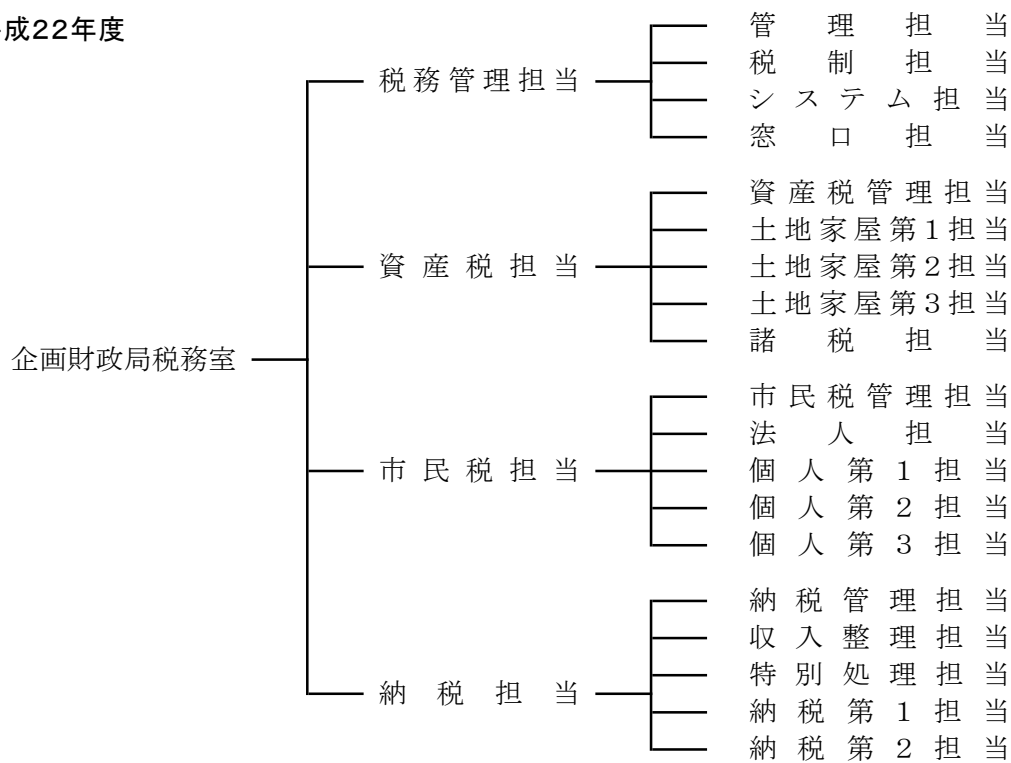 成22年度
管理担当
税務管理担当
税制担当
システム担当
窓口担当
資産税管理担当
土地家屋第1担当
資産税担当
土地家屋第2担当
土地家屋第3担当
諸税担当
企画財政局税務室
市民税管理担当
法人担当
市民税担当
個人第1担当
個人第2担当
個人第3担当
納税管理担当
収入整理担当
特別処理担当
納税担当
納税第1担当
納税第2担当